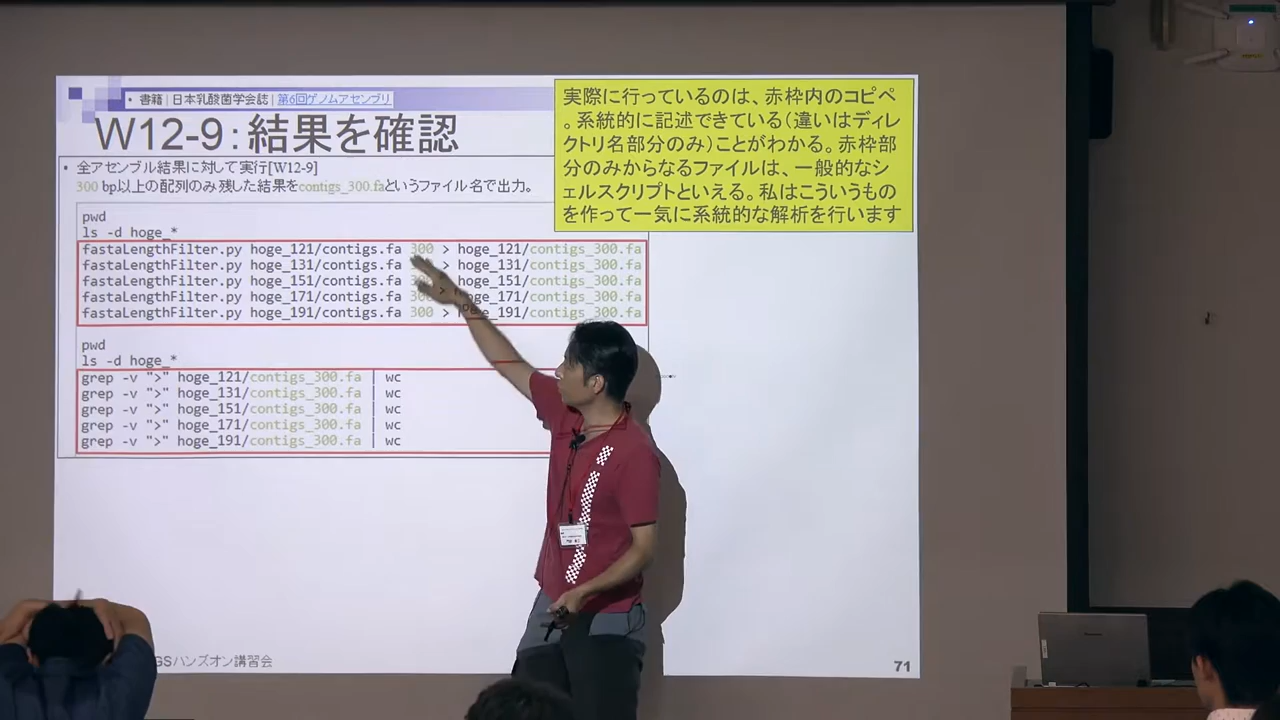 • 書籍 | 日本乳酸菌学会誌 | 第6回ゲノムアセンブリ
W12-9：結果を確認
• 全アセンブル結果に対して実行[W12-9]
300 bp以上の配列のみ残した結果をcontigs_300.faというファイル名で出力。
実際に行っているのは、赤枠内のコピペ
。系統的に記述できている（違いはディレ
クトリ名部分のみ）ことがわかる。赤枠部
分のみからなるファイルは、一般的なシ
ェルスクリプトといえる。私はこういうもの
を作って一気に系統的な解析を行います
pwd
ls -d hoge_*
fastaLengthFilter.py hoge_121/contigs.fa 300 > hoge_121/contigs_300.fa
fastaLengthFilter.py hoge_131/contigs.fa > hoge_131/contigs_300.fa
fastaLengthFilter.py hoge_151/contigs.fa > hoge_151/contigs_300.fa
fastaLengthFilter.py hoge_171/contigs.fa 300 > hoge_171/contigs_300.fa
fastaLengthFilter.py hoge_191/contigs.fa 300 > hoge_191/contigs_300.fa
pwd
ls -d hoge_*
grep -v ">" hoge_121/contigs_300.fa | wc
grep -v ">" hoge_131/contigs_300.fa | wc
grep -v ">" hoge_151/contigs_300.fa | wc
grep -v ">" hoge_171/contigs_300.fa | wc
grep -v ">" hoge_191/contigs_300.fa | wc
GSハンズオン講習会
71